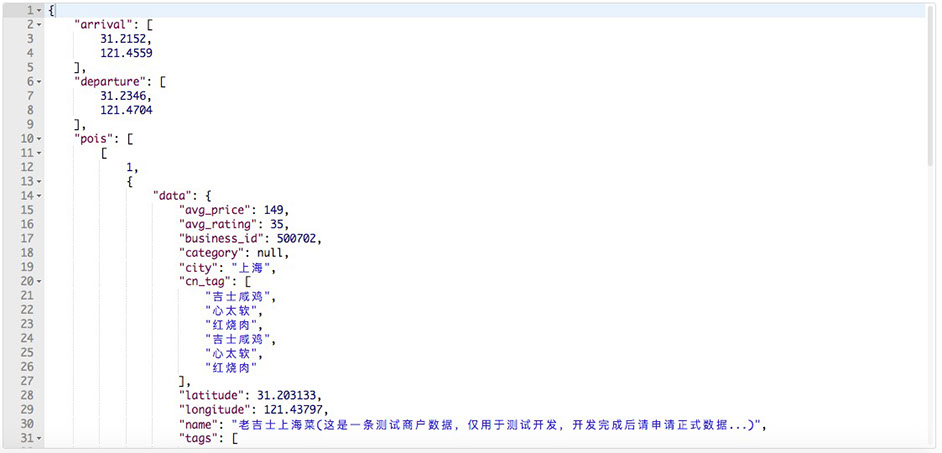 1 {
2 "arrival": [
3 31.2152,
4 121.4559
5 ],
6 "departure": [
7 31.2346,
8 121.4704
9 ],
10 "pois": [
11 [
12 1,
13 {
14 "data": {
15 "avg_price": 149,
16 "avg_rating": 35,
17 "business_id": 500702,
18 "category": null,
19 "city": "上海",
20 "cn_tag": [
21 "吉士咸鸡",
22 "心太软",
23 "红烧肉",
24 "吉士咸鸡",
25 "心太软",
26 "红烧肉"
27 ],
28 "latitude": 31.203133,
29 "longitude": 121.43797,
30 "name": "老吉士上海菜(这是一条测试商户数据，仅用于测试开发，开发完成后请申请正式数据...)",
31 "tags": [